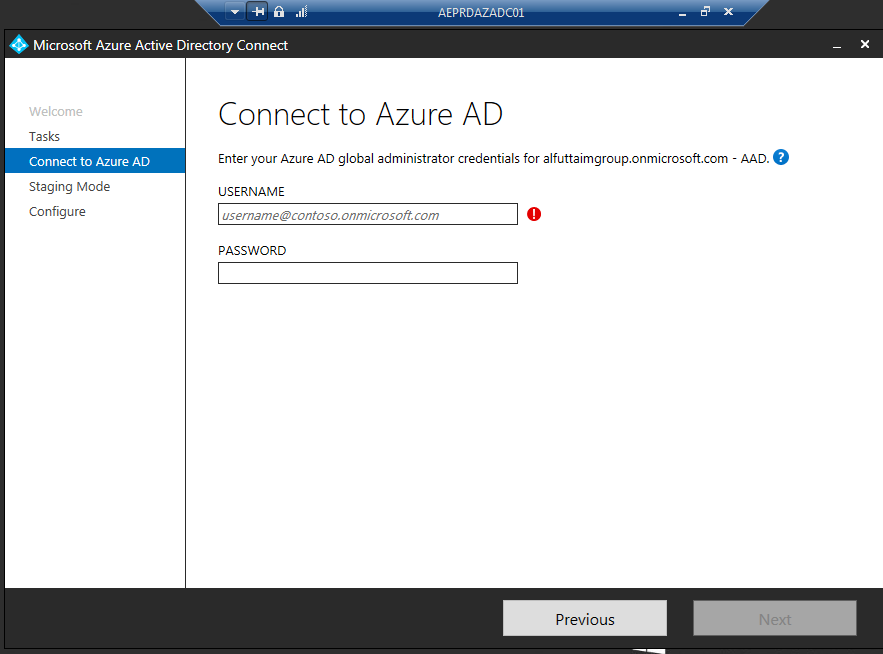 AEPRDAZADC01
Microsoft Azure Active Directory Connect
Welcome
Tasks
Connect to Azure AD
Staging Mode
Configure
Connect to Azure AD
Enter your Azure AD global administrator credentials for alfuttaimgroup.onmicrosoft.com - AAD. ?
USERNAME
username@contoso.onmicrosoft.com !
PASSWORD
Previous
Next